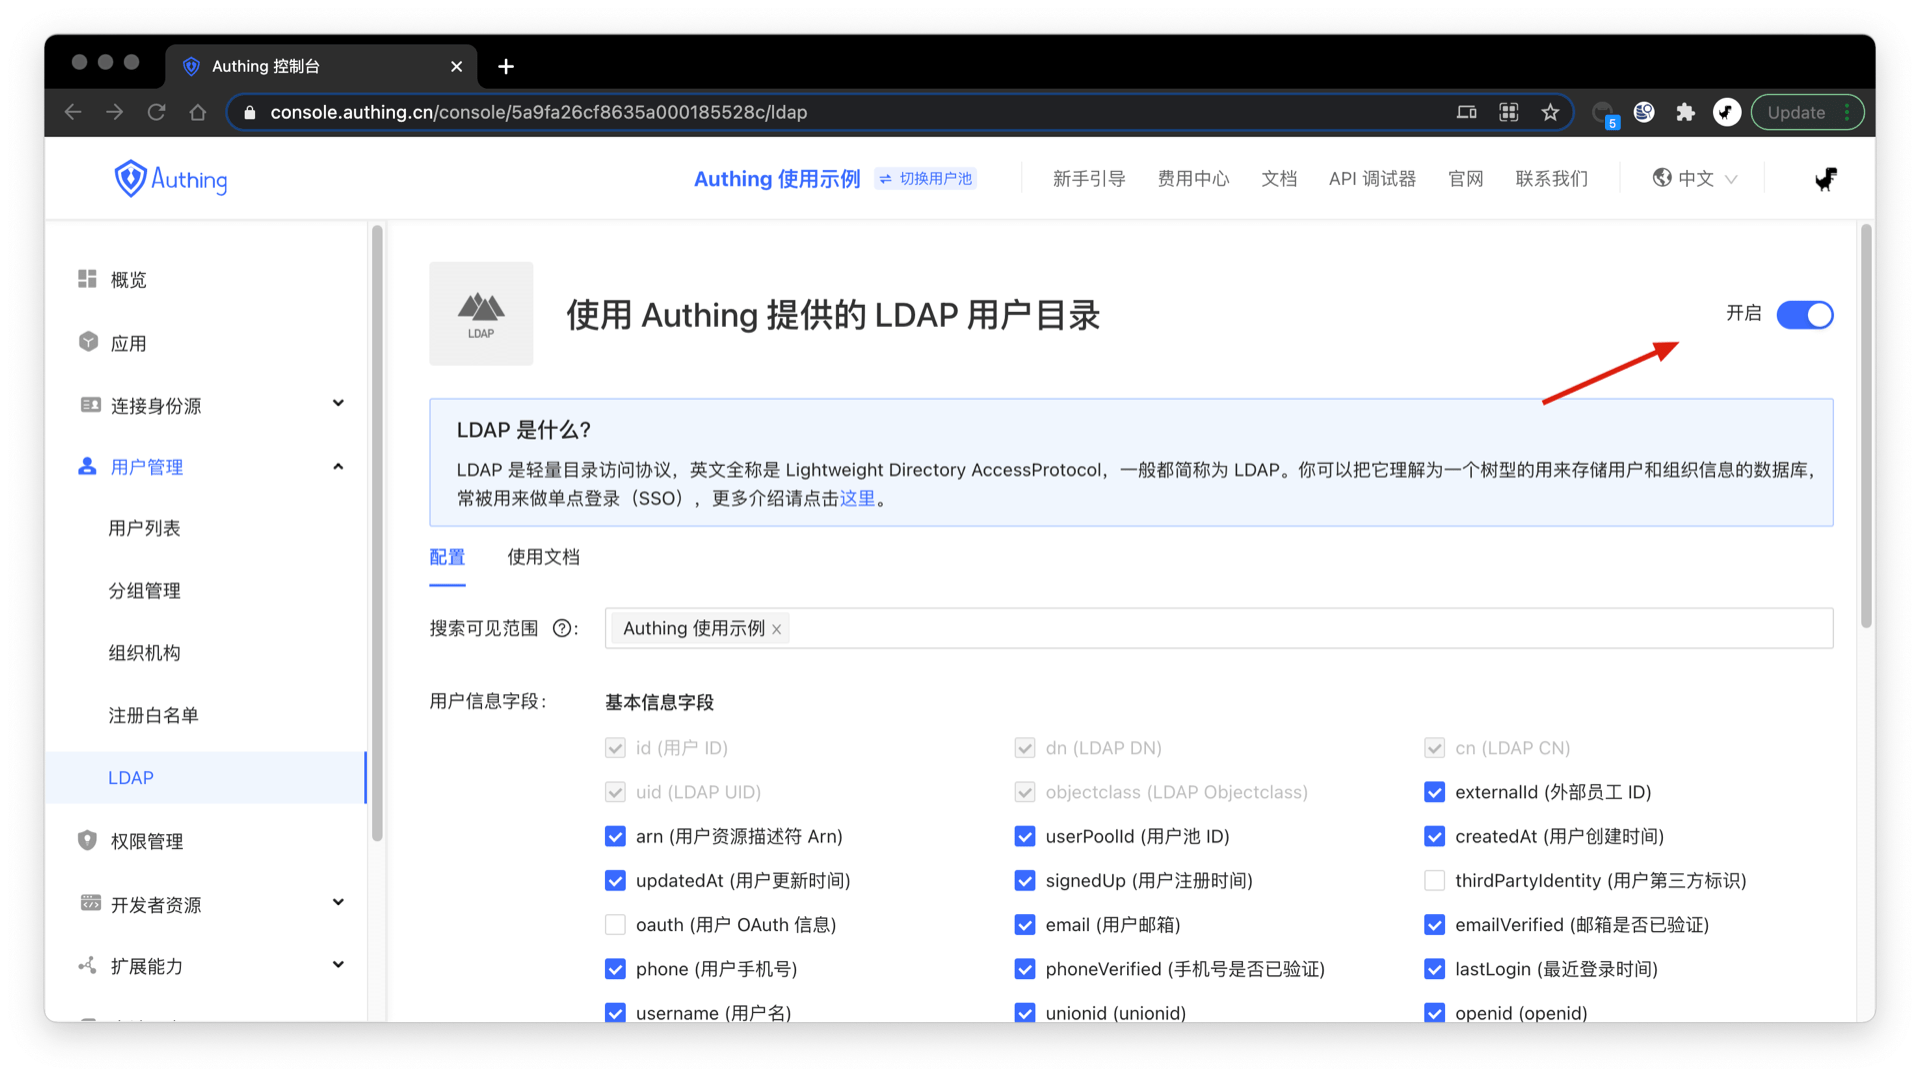 Authing 控制台
console.authing.cn/console/5a9fa26cf8635a000185528c/ldap
5
Update
Authing
Authing 使用示例
切换用户池
新手引导
费用中心
文档
API 调试器
官网
联系我们
中文
概览
应用
连接身份源
用户管理
用户列表
分组管理
组织机构
注册白名单
LDAP
权限管理
开发者资源
扩展能力
LDAP
使用 Authing 提供的 LDAP 用户目录
开启
LDAP 是什么?
LDAP 是轻量目录访问协议，英文全称是 Lightweight Directory AccessProtocol，一般都简称为 LDAP。你可以把它理解为一个树型的用来存储用户和组织信息的数据库，
常被用来做单点登录（SSO），更多介绍请点击这里。
配置
使用文档
搜索可见范围 ?:
Authing 使用示例
用户信息字段:
基本信息字段
id (用户 ID)
dn (LDAP DN)
cn (LDAP CN)
uid (LDAP UID)
objectclass (LDAP Objectclass)
externalId (外部员工 ID)
arn (用户资源描述符 Arn)
userPoolId (用户池 ID)
createdAt (用户创建时间)
updatedAt (用户更新时间)
signedUp (用户注册时间)
thirdPartyIdentity (用户第三方标识)
oauth (用户 OAuth 信息)
email (用户邮箱)
emailVerified (邮箱是否已验证)
phone (用户手机号)
phoneVerified (手机号是否已验证)
lastLogin (最近登录时间)
username (用户名)
unionid (unionid)
openid (openid)